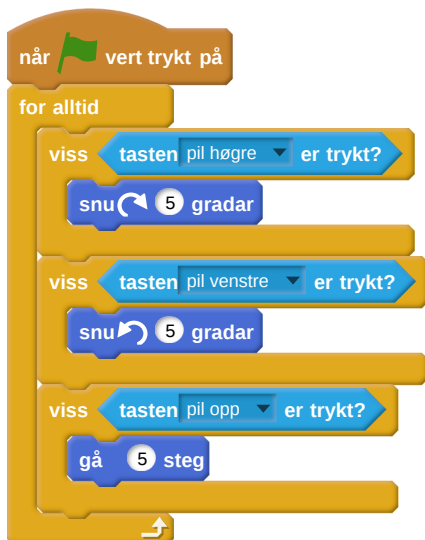 når vert trykt på
for alltid
viss tasten pil høgre er trykt?
snu 5 gradar
viss tasten pil venstre er trykt?
snu 5 gradar
viss tasten pil opp er trykt?
gå 5 steg